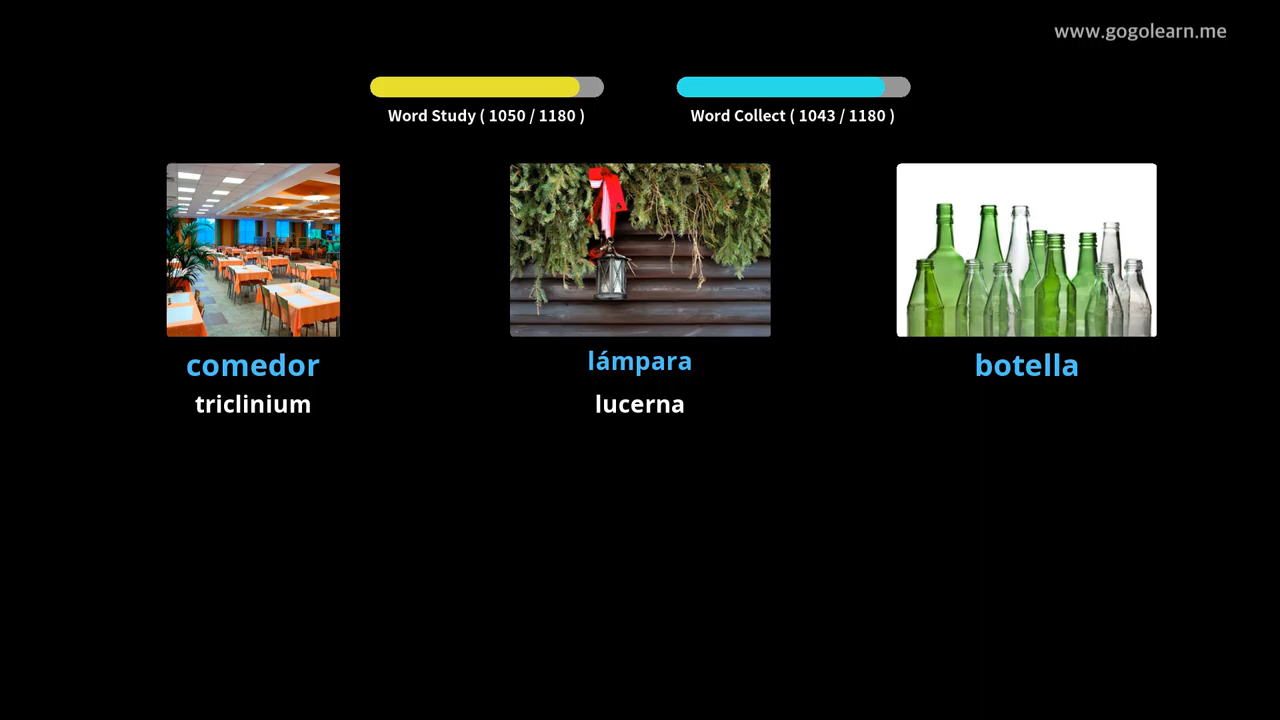 www.gogolearn.me
Word Study ( 1050 / 1180 )
Word Collect ( 1043 / 1180 )
comedor
triclinium
lámpara
lucerna
botella